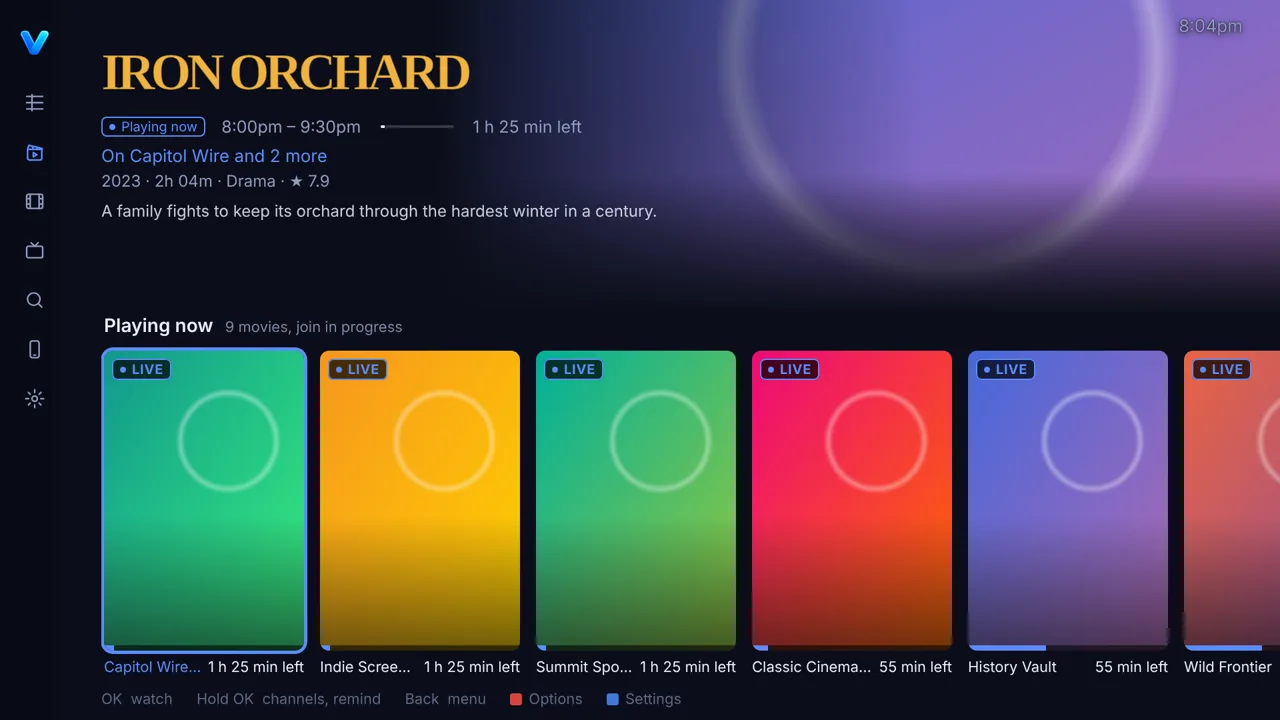 8:04pm
IRON ORCHARD
Playing now 8:00pm – 9:30pm 1 h 25 min left
On Capitol Wire and 2 more
2023 · 2h 04m · Drama · ★ 7.9
A family fights to keep its orchard through the hardest winter in a century.
Playing now 9 movies, join in progress
LIVE LIVE LIVE LIVE LIVE LIVE
Capitol Wire... 1 h 25 min left Indie Scree... 1 h 25 min left Summit Spo... 1 h 25 min left Classic Cinema... 55 min left History Vault 55 min left Wild Frontier
OK watch Hold OK channels, remind Back menu Options Settings